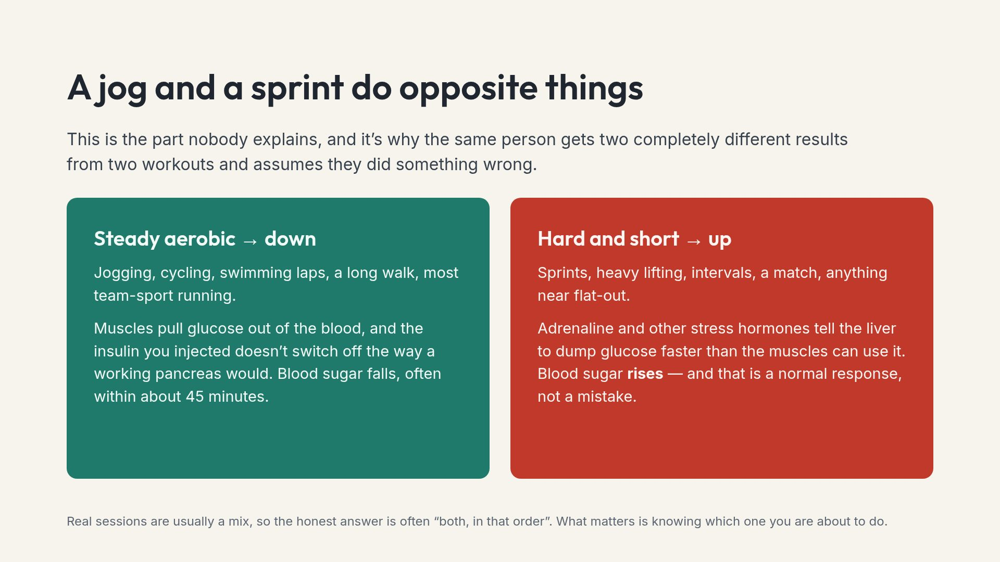 A jog and a sprint do opposite things
This is the part nobody explains, and it’s why the same person gets two completely different results
from two workouts and assumes they did something wrong.
Steady aerobic → down
Jogging, cycling, swimming laps, a long walk, most
team-sport running.
Muscles pull glucose out of the blood, and the
insulin you injected doesn’t switch off the way a
working pancreas would. Blood sugar falls, often
within about 45 minutes.
Hard and short → up
Sprints, heavy lifting, intervals, a match, anything
near flat-out.
Adrenaline and other stress hormones tell the liver
to dump glucose faster than the muscles can use it.
Blood sugar rises — and that is a normal response,
not a mistake.
Real sessions are usually a mix, so the honest answer is often “both, in that order”. What matters is knowing which one you are about to do.